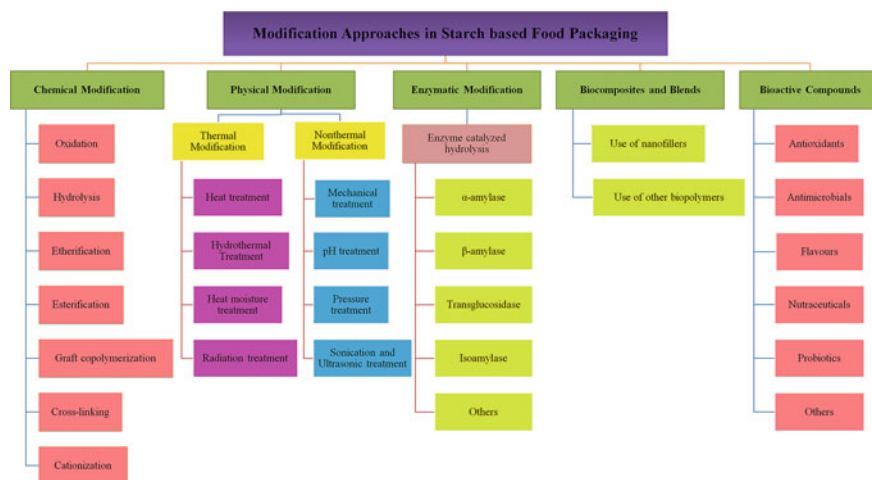 Modification Approaches in Starch based Food Packaging
Chemical Modification
Oxidation
Hydrolysis
Etherification
Esterification
Graft copolymerization
Cross-linking
Cationization
Physical Modification
Thermal
Modification
Heat treatment
Hydrothermal
Treatment
Heat moisture
treatment
Radiation treatment
Nonthermal
Modification
Mechanical
treatment
pH treatment
Pressure
treatment
Sonication and
Ultrasonic treatment
Enzymatic Modification
Enzyme catalyzed
hydrolysis
α-amylase
β-amylase
Transglucosidase
Isoamylase
Others
Biocomposites and Blends
Use of nanofillers
Use of other biopolymers
Bioactive Compounds
Antioxidants
Antimicrobials
Flavours
Nutraceuticals
Probiotics
Others